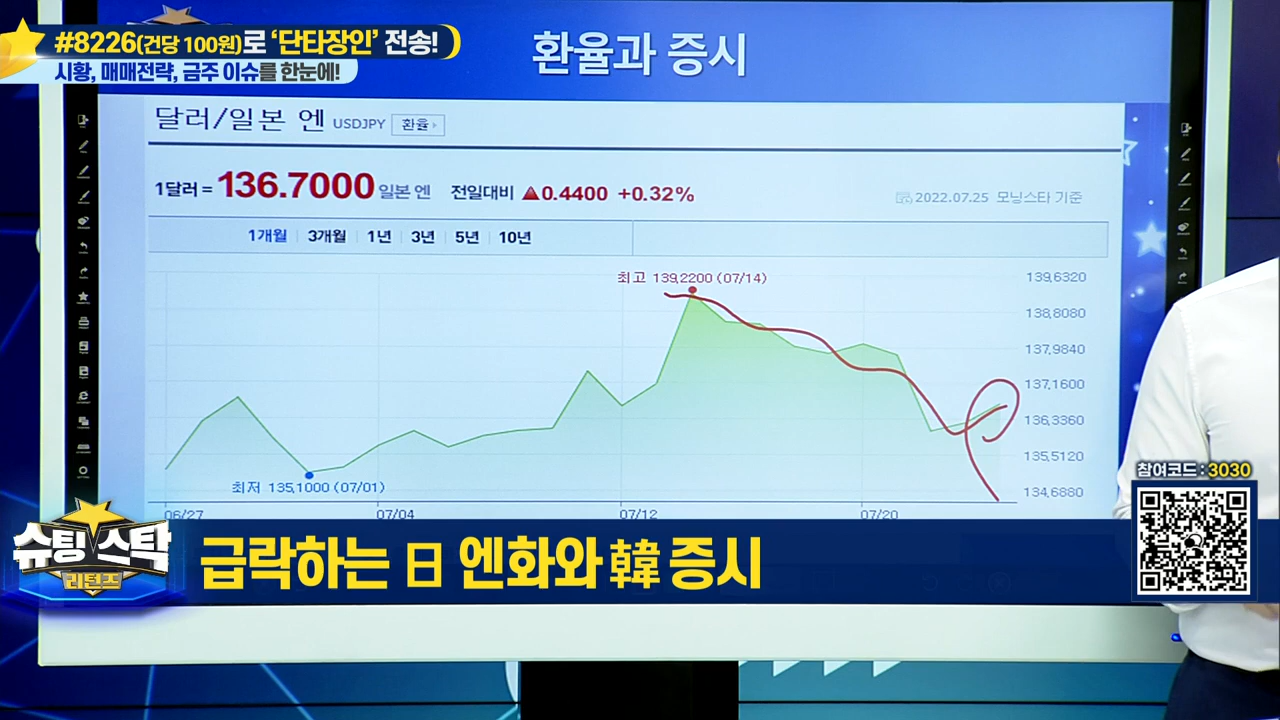 #8226(건당 100원)로 ‘단타장인’ 전송!
시황, 매매전략, 금주 이슈를 한눈에!
환율과 증시
달러/일본 엔 USDJPY 환율
1달러 = 136.7000 일본 엔 전일대비 ▲0.4400 +0.32%
2022.07.25 모닝스타 기준
1개월 3개월 1년 3년 5년 10년
최고 139,2200 (07/14)
139,6320
138,8080
137,9840
137,1600
136,3360
135,5120
134,6880
최저 135,1000 (07/01)
06/27 07/04 07/12 07/20
참여코드 : 3030
슈팅스탁
리턴즈
급락하는 日 엔화와 韓 증시